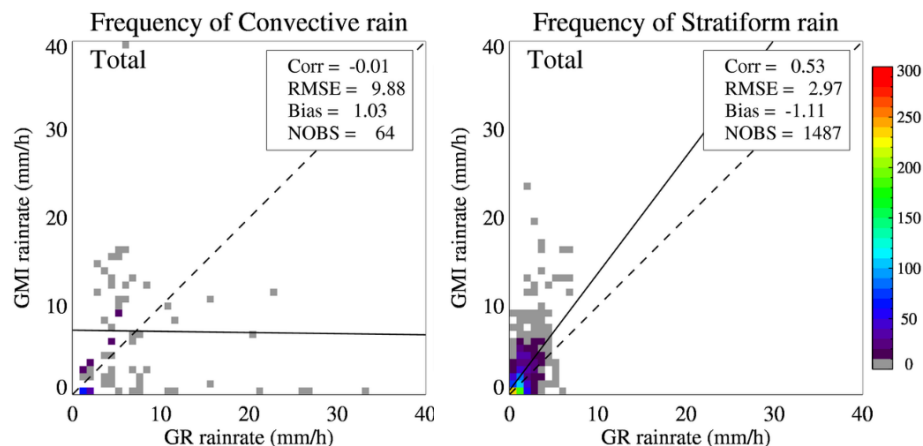 Frequency of Convective rain
Total
Corr = -0.01
RMSE = 9.88
Bias = 1.03
NOBS = 64
GMI rainrate (mm/h)
40
30
20
10
0
0 10 20 30 40
GR rainrate (mm/h)
Frequency of Stratiform rain
Total
Corr = 0.53
RMSE = 2.97
Bias = -1.11
NOBS = 1487
GMI rainrate (mm/h)
40
30
20
10
0
0 10 20 30 40
GR rainrate (mm/h)
300
250
200
150
100
50
0